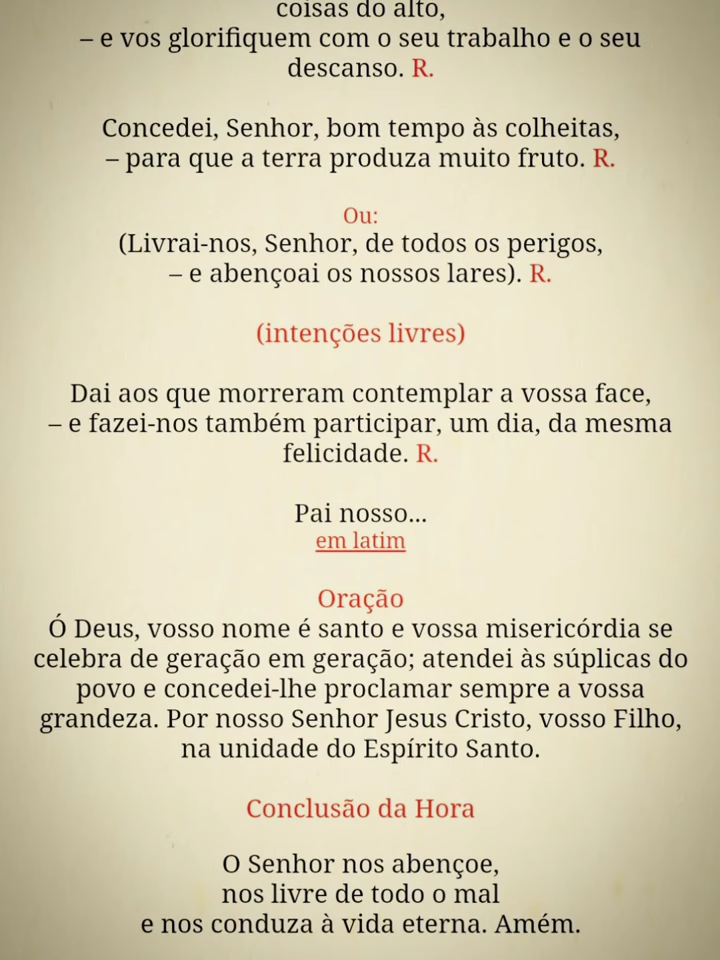 coisas do alto,
– e vos glorifiquem com o seu trabalho e o seu
descanso. R.
Concedei, Senhor, bom tempo às colheitas,
– para que a terra produza muito fruto. R.
Ou:
(Livrai-nos, Senhor, de todos os perigos,
– e abençoai os nossos lares). R.
(intenções livres)
Dai aos que morreram contemplar a vossa face,
– e fazei-nos também participar, um dia, da mesma
felicidade. R.
Pai nosso...
em latim
Oração
Ó Deus, vosso nome é santo e vossa misericórdia se
celebra de geração em geração; atendei às súplicas do
povo e concedei-lhe proclamar sempre a vossa
grandeza. Por nosso Senhor Jesus Cristo, vosso Filho,
na unidade do Espírito Santo.
Conclusão da Hora
O Senhor nos abençoe,
nos livre de todo o mal
e nos conduza à vida eterna. Amém.